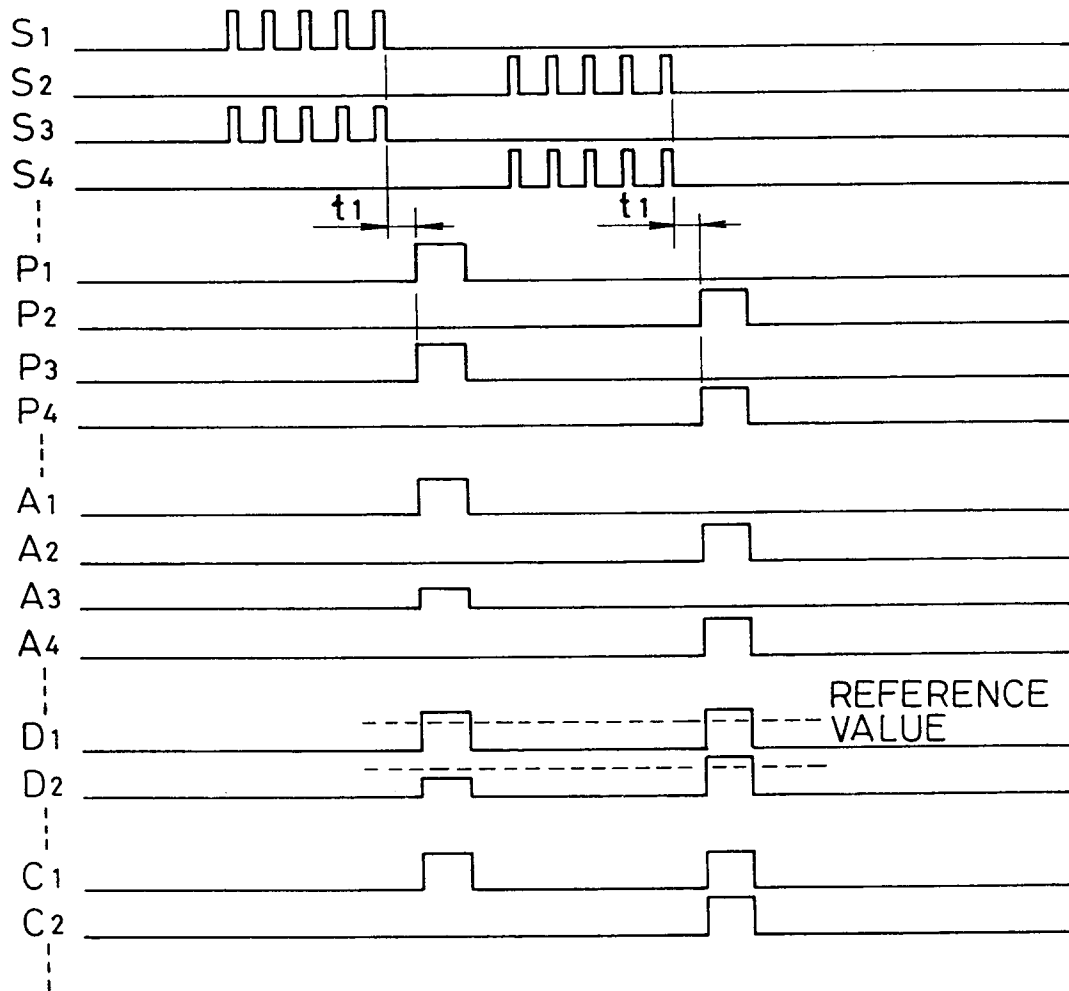 S1
S2
S3
S4
t1 t1
P1
P2
P3
P4
A1
A2
A3
A4
REFERENCE
VALUE
D1
D2
C1
C2